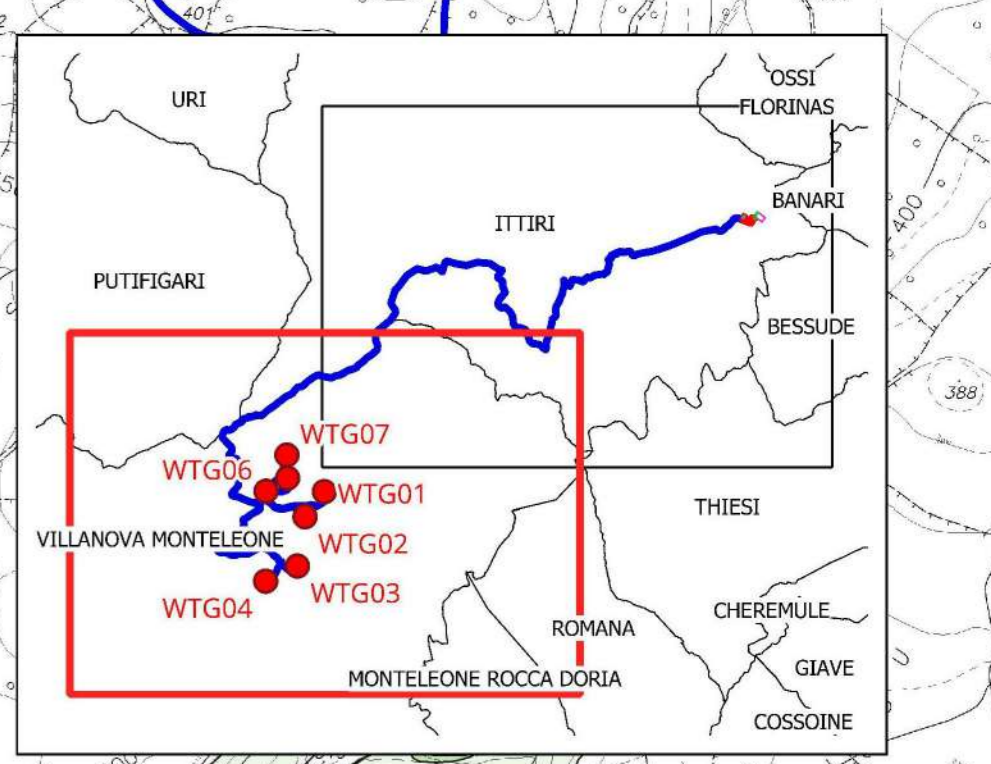 401
OSSI
URI
FLORINAS
BANARI
400
ITTIRI
PUTIFIGARI
BESSUDE
388
WTG07
WTG06
WTG01
THIESI
VILLANOVA MONTELEONE
WTG02
WTG03
WTG04
CHEREMULE
ROMANA
GIAVE
MONTELEONE ROCCA DORIA
COSSOINE